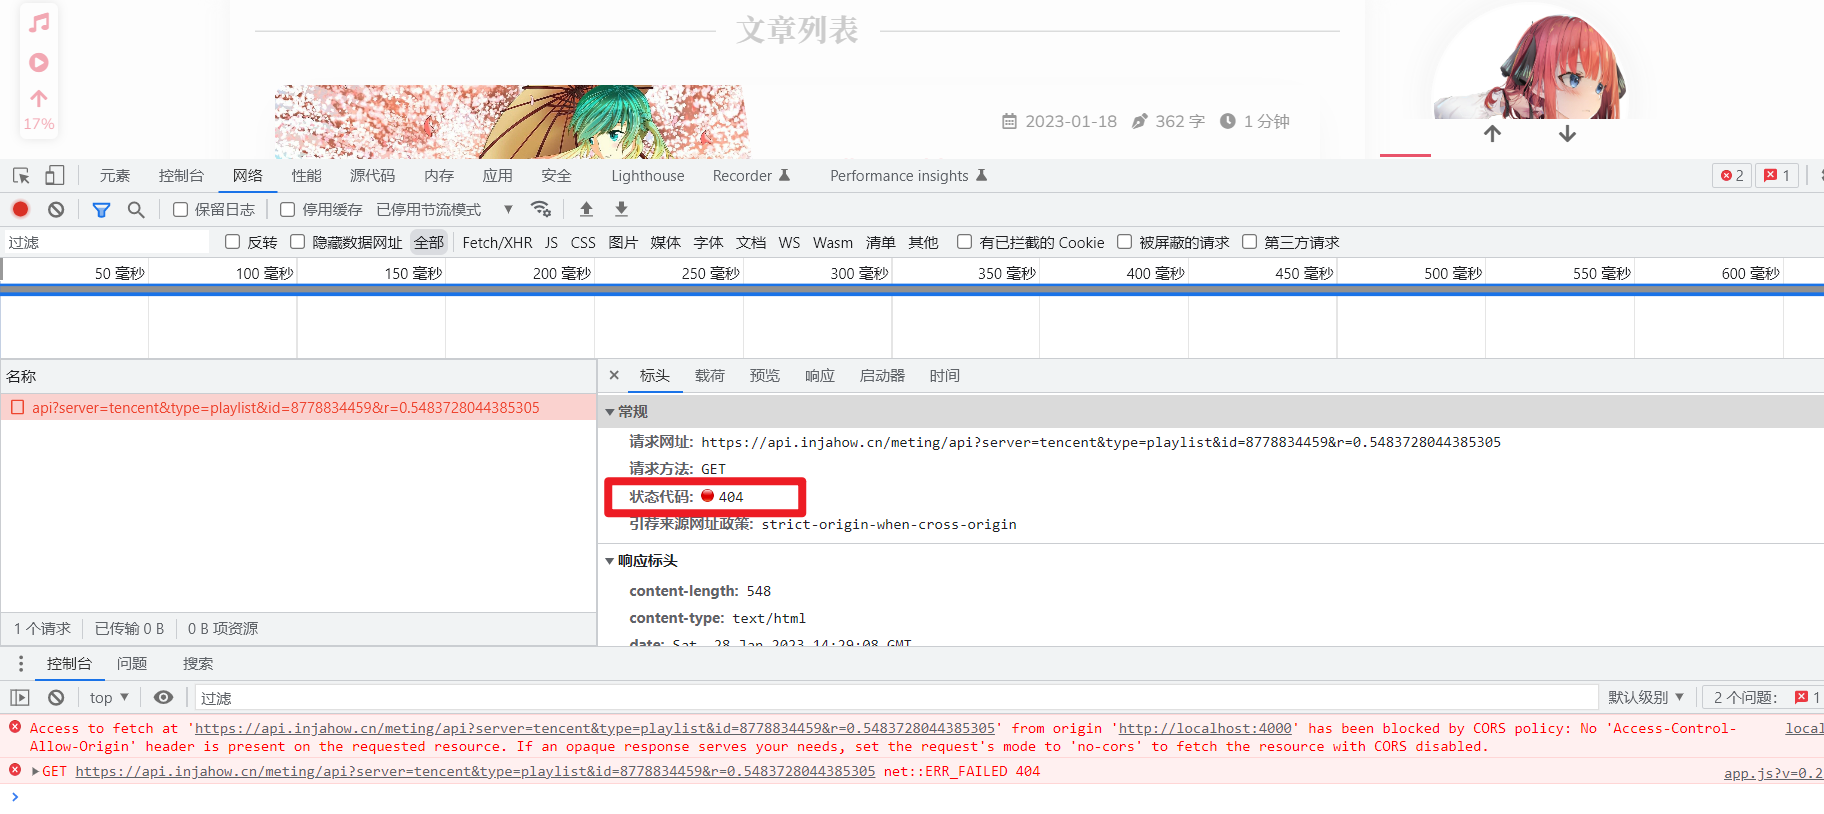 文章列表
17%
2023-01-18 362 字 1 分钟
元素 控制台 网络 性能 源代码 内存 应用 安全 Lighthouse Recorder Performance insights 2 1
保留日志 停用缓存 已停用节流模式
过滤 反转 隐藏数据网址 全部 Fetch/XHR JS CSS 图片 媒体 字体 文档 WS Wasm 清单 其他 有已拦截的 Cookie 被屏蔽的请求 第三方请求
50 毫秒 100 毫秒 150 毫秒 200 毫秒 250 毫秒 300 毫秒 350 毫秒 400 毫秒 450 毫秒 500 毫秒 550 毫秒 600 毫秒
名称
api?server=tencent&type=playlist&id=8778834459&r=0.5483728044385305
标头 载荷 预览 响应 启动器 时间
常规
请求网址: https://api.injahow.cn/meting/api?server=tencent&type=playlist&id=8778834459&r=0.5483728044385305
请求方法: GET
状态代码: 404
引荐来源网址政策: strict-origin-when-cross-origin
响应标头
content-length: 548
content-type: text/html
date: Sat, 28 Jan 2023 14:29:08 GMT
1 个请求 已传输 0 B 0 B 项资源
控制台 问题 搜索
top 过滤 默认级别 2 个问题: 1
Access to fetch at 'https://api.injahow.cn/meting/api?server=tencent&type=playlist&id=8778834459&r=0.5483728044385305' from origin 'http://localhost:4000' has been blocked by CORS policy: No 'Access-Control- local
Allow-Origin' header is present on the requested resource. If an opaque response serves your needs, set the request's mode to 'no-cors' to fetch the resource with CORS disabled.
GET https://api.injahow.cn/meting/api?server=tencent&type=playlist&id=8778834459&r=0.5483728044385305 net::ERR_FAILED 404 app.js?v=0.2